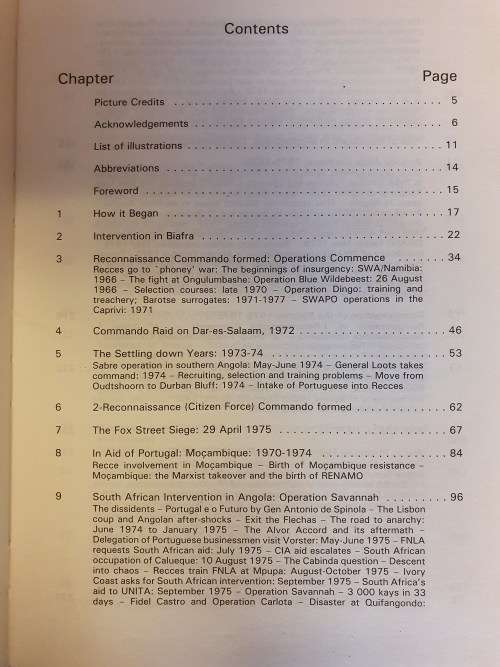 Contents
Chapter Page
Picture Credits . . . . . . . . . . . . . . . . . . . . . . . . . . . . . . . . . . . . . . 5
Acknowledgements . . . . . . . . . . . . . . . . . . . . . . . . . . . . . . . . . . 6
List of illustrations . . . . . . . . . . . . . . . . . . . . . . . . . . . . . . . . . . . 11
Abbreviations . . . . . . . . . . . . . . . . . . . . . . . . . . . . . . . . . . . . . . 14
Foreword . . . . . . . . . . . . . . . . . . . . . . . . . . . . . . . . . . . . . . . . 15
1 How it Began . . . . . . . . . . . . . . . . . . . . . . . . . . . . . . . . . . . . . 17
2 Intervention in Biafra . . . . . . . . . . . . . . . . . . . . . . . . . . . . . . . . 22
3 Reconnaissance Commando formed: Operations Commence . . . . . . . 34
Recces go to `phoney' war: The beginnings of insurgency: SWA/Namibia:
1966 – The fight at Ongulumbashe: Operation Blue Wildebeest: 26 August
1966 – Selection courses: late 1970 – Operation Dingo: training and
treachery; Barotse surrogates: 1971-1977 – SWAPO operations in the
Caprivi: 1971
4 Commando Raid on Dar-es-Salaam, 1972 . . . . . . . . . . . . . . . . . . . . 46
5 The Settling down Years: 1973-74 . . . . . . . . . . . . . . . . . . . . . . . . 53
Sabre operation in southern Angola: May-June 1974 – General Loots takes
command: 1974 – Recruiting, selection and training problems – Move from
Oudtshoorn to Durban Bluff: 1974 – Intake of Portuguese into Recces
6 2-Reconnaissance (Citizen Force) Commando formed . . . . . . . . . . . . 62
7 The Fox Street Siege: 29 April 1975 . . . . . . . . . . . . . . . . . . . . . . . 67
8 In Aid of Portugal: Moçambique: 1970-1974 . . . . . . . . . . . . . . . . . 84
Recce involvement in Moçambique – Birth of Moçambique resistance –
Moçambique: the Marxist takeover and the birth of RENAMO
9 South African Intervention in Angola: Operation Savannah . . . . . . . . . 96
The dissidents – Portugal e o Futuro by Gen Antonio de Spinola – The Lisbon
coup and Angolan after-shocks – Exit the Flechas – The road to anarchy:
June 1974 to January 1975 – The Alvor Accord and its aftermath –
Delegation of Portuguese businessmen visit Vorster: May-June 1975 – FNLA
requests South African aid: July 1975 – CIA aid escalates – South African
occupation of Calueque: 10 August 1975 – The Cabinda question – Descent
into chaos – Recces train FNLA at Mpupa: August-October 1975 – Ivory
Coast asks for South African intervention: September 1975 – South Africa's
aid to UNITA: September 1975 – Operation Savannah – 3 000 kays in 33
days – Fidel Castro and Operation Carlota – Disaster at Quifangondo: